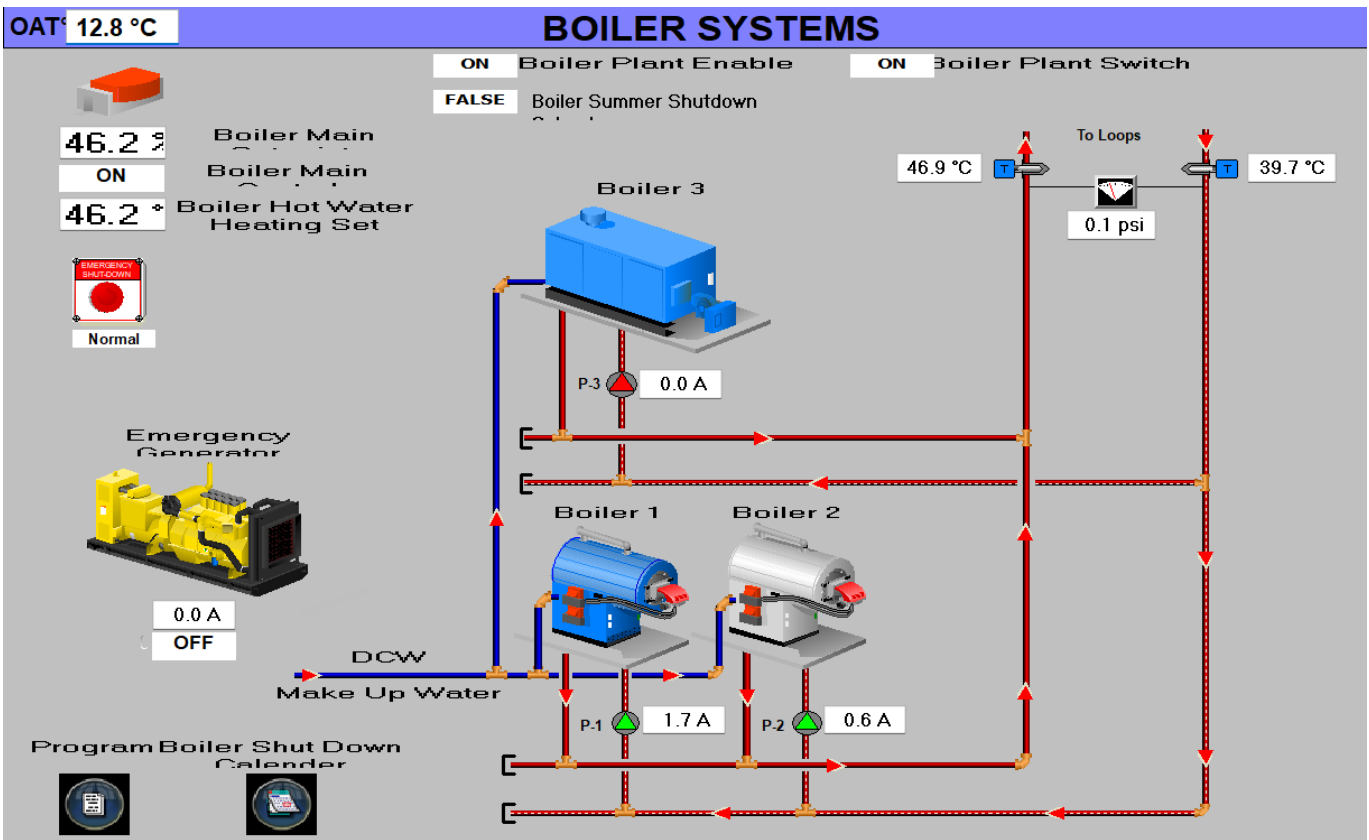 OAT° 12.8 °C
BOILER SYSTEMS
ON Boiler Plant Enable
ON Boiler Plant Switch
FALSE Boiler Summer Shutdown
46.2 Boiler Main
ON Boiler Main
46.2 ° Boiler Hot Water
Heating Set
EMERGENCY
SHUT-DOWN
Normal
To Loops
46.9 °C
T
T
39.7 °C
0.1 psi
Boiler 3
P-3
0.0 A
Emergency
Generator
0.0 A
OFF
Boiler 1
Boiler 2
DCW
Make Up Water
P-1
1.7 A
P-2
0.6 A
Program
Boiler Shut Down
Calender